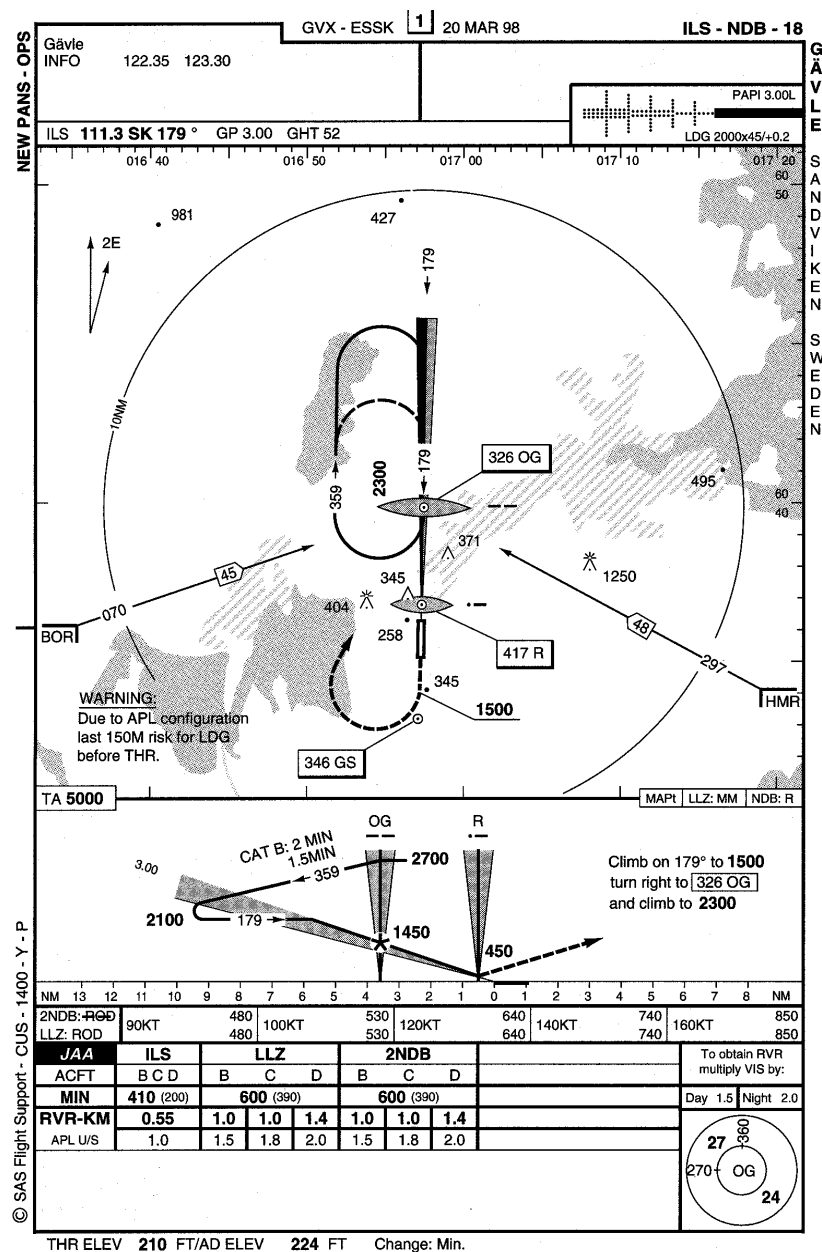 GVX - ESSK 1 20 MAR 98 ILS - NDB - 18
NEW PANS - OPS
GÄVLE
SANDVIKEN SWEDEN
Gävle
INFO 122.35 123.30
PAPI 3.00L
LDG 2000x45/+0.2
ILS 111.3 SK 179 ° GP 3.00 GHT 52
016 40 016 50 017 00 017 10 017 20
60
50
981
427
2E
179
10NM
326 OG
179
2300
359
495
60
40
371
1250
45
345
404
070
BOR
258
417 R
48
297
HMR
345
1500
346 GS
WARNING:
Due to APL configuration
last 150M risk for LDG
before THR.
TA 5000
MAPt LLZ: MM NDB: R
OG R
CAT B: 2 MIN
1.5MIN
2700
359
3.00
2100
179
1450
450
Climb on 179° to 1500
turn right to 326 OG
and climb to 2300
NM 13 12 11 10 9 8 7 6 5 4 3 2 1 0 1 2 3 4 5 6 7 8 NM
2NDB: ROD 90KT 480 100KT 530 120KT 640 140KT 740 160KT 850
LLZ: ROD 480 530 640 740 850
JAA ILS LLZ 2NDB
ACFT B C D B C D B C D
MIN 410 (200) 600 (390) 600 (390)
RVR-KM 0.55 1.0 1.0 1.4 1.0 1.0 1.4
APL U/S 1.0 1.5 1.8 2.0 1.5 1.8 2.0
To obtain RVR
multiply VIS by:
Day 1.5 Night 2.0
27
360
270
OG
24
© SAS Flight Support - CUS - 1400 - Y - P
THR ELEV 210 FT/AD ELEV 224 FT Change: Min.